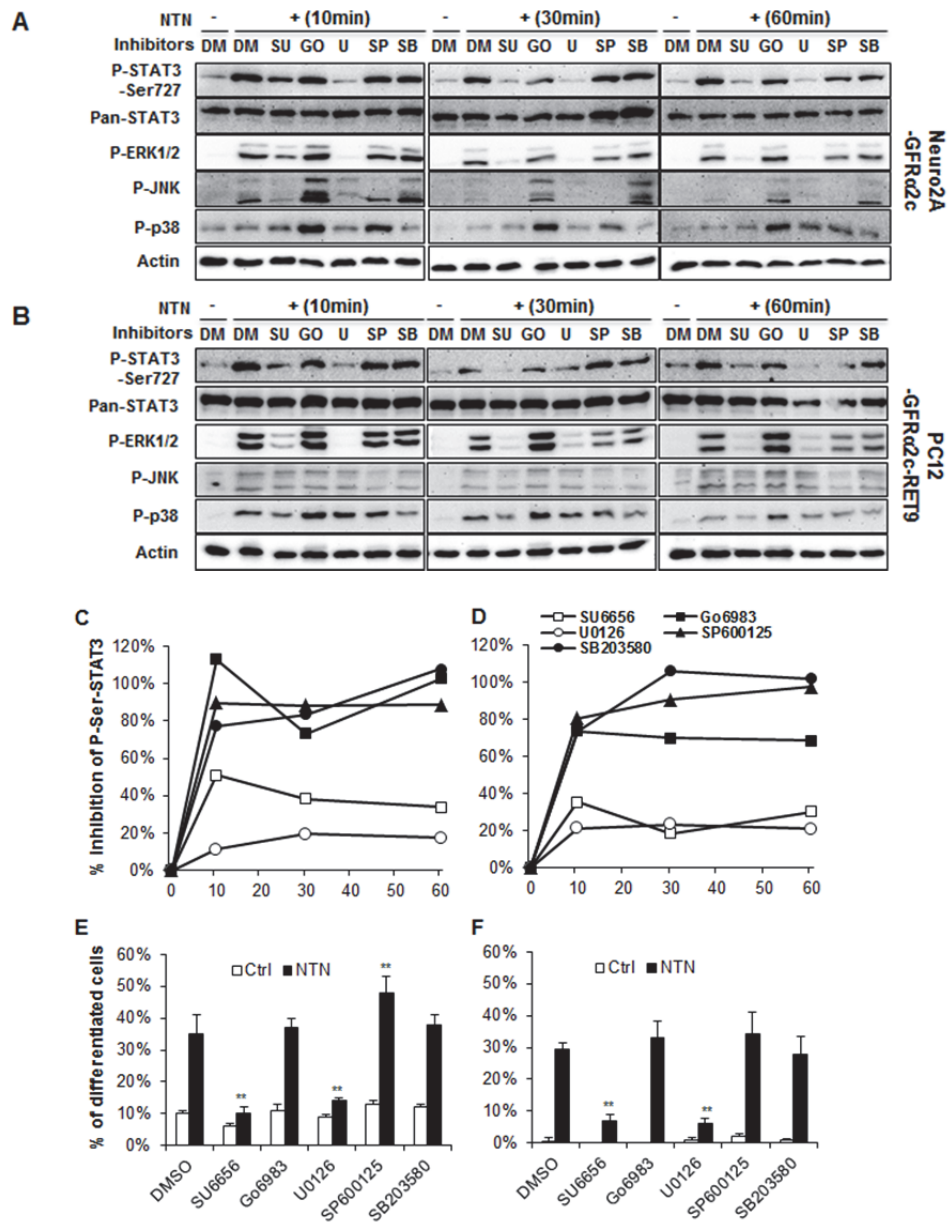 A
NTN - + (10min) + (30min) + (60min)
Inhibitors DM DM SU GO U SP SB DM DM SU GO U SP SB DM DM SU GO U SP SB
P-STAT3
-Ser727
Pan-STAT3
P-ERK1/2
P-JNK
P-p38
Actin
Neuro2A
-GFRα2c
B
NTN - + (10min) - + (30min) - + (60min)
Inhibitors DM DM SU GO U SP SB DM DM SU GO U SP SB DM DM SU GO U SP SB
P-STAT3
-Ser727
Pan-STAT3
P-ERK1/2
P-JNK
P-p38
Actin
PC12
-GFRα2c-RET9
C
% Inhibition of P-Ser-STAT3
120%
100%
80%
60%
40%
20%
0%
0 10 20 30 40 50 60
D
SU6656 Go6983
U0126 SP600125
SB203580
120%
100%
80%
60%
40%
20%
0%
0 10 20 30 40 50 60
E
% of differentiated cells
60%
50%
40%
30%
20%
10%
0%
Ctrl NTN
** ** **
DMSO SU6656 Go6983 U0126 SP600125 SB203580
F
60%
50%
40%
30%
20%
10%
0%
Ctrl NTN
** **
DMSO SU6656 Go6983 U0126 SP600125 SB203580